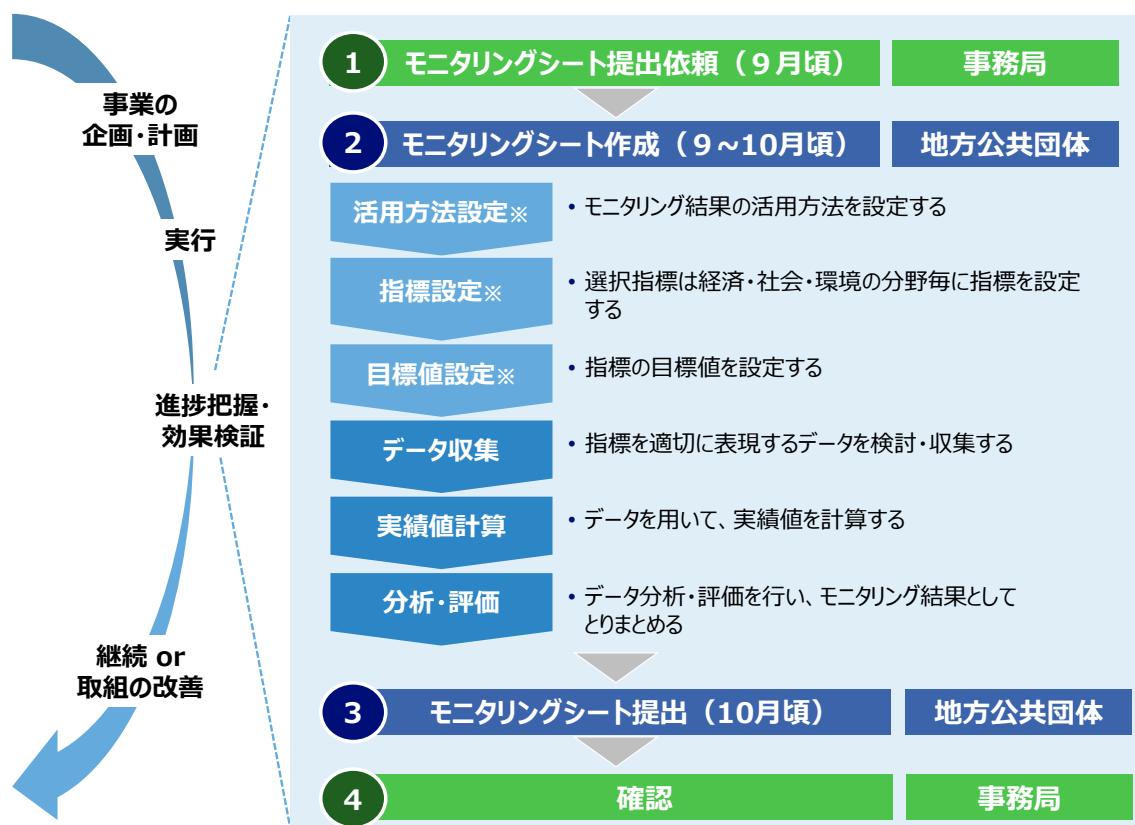 事業の
企画・計画
実行
進捗把握・
効果検証
継続 or
取組の改善
1 モニタリングシート提出依頼（９月頃） 事務局
2 モニタリングシート作成（９~10月頃） 地方公共団体
活用方法設定※
• モニタリング結果の活用方法を設定する
指標設定※
• 選択指標は経済・社会・環境の分野毎に指標を設定
する
目標値設定※
• 指標の目標値を設定する
データ収集
• 指標を適切に表現するデータを検討・収集する
実績値計算
• データを用いて、実績値を計算する
分析・評価
• データ分析・評価を行い、モニタリング結果として
とりまとめる
3 モニタリングシート提出（10月頃） 地方公共団体
4 確認 事務局